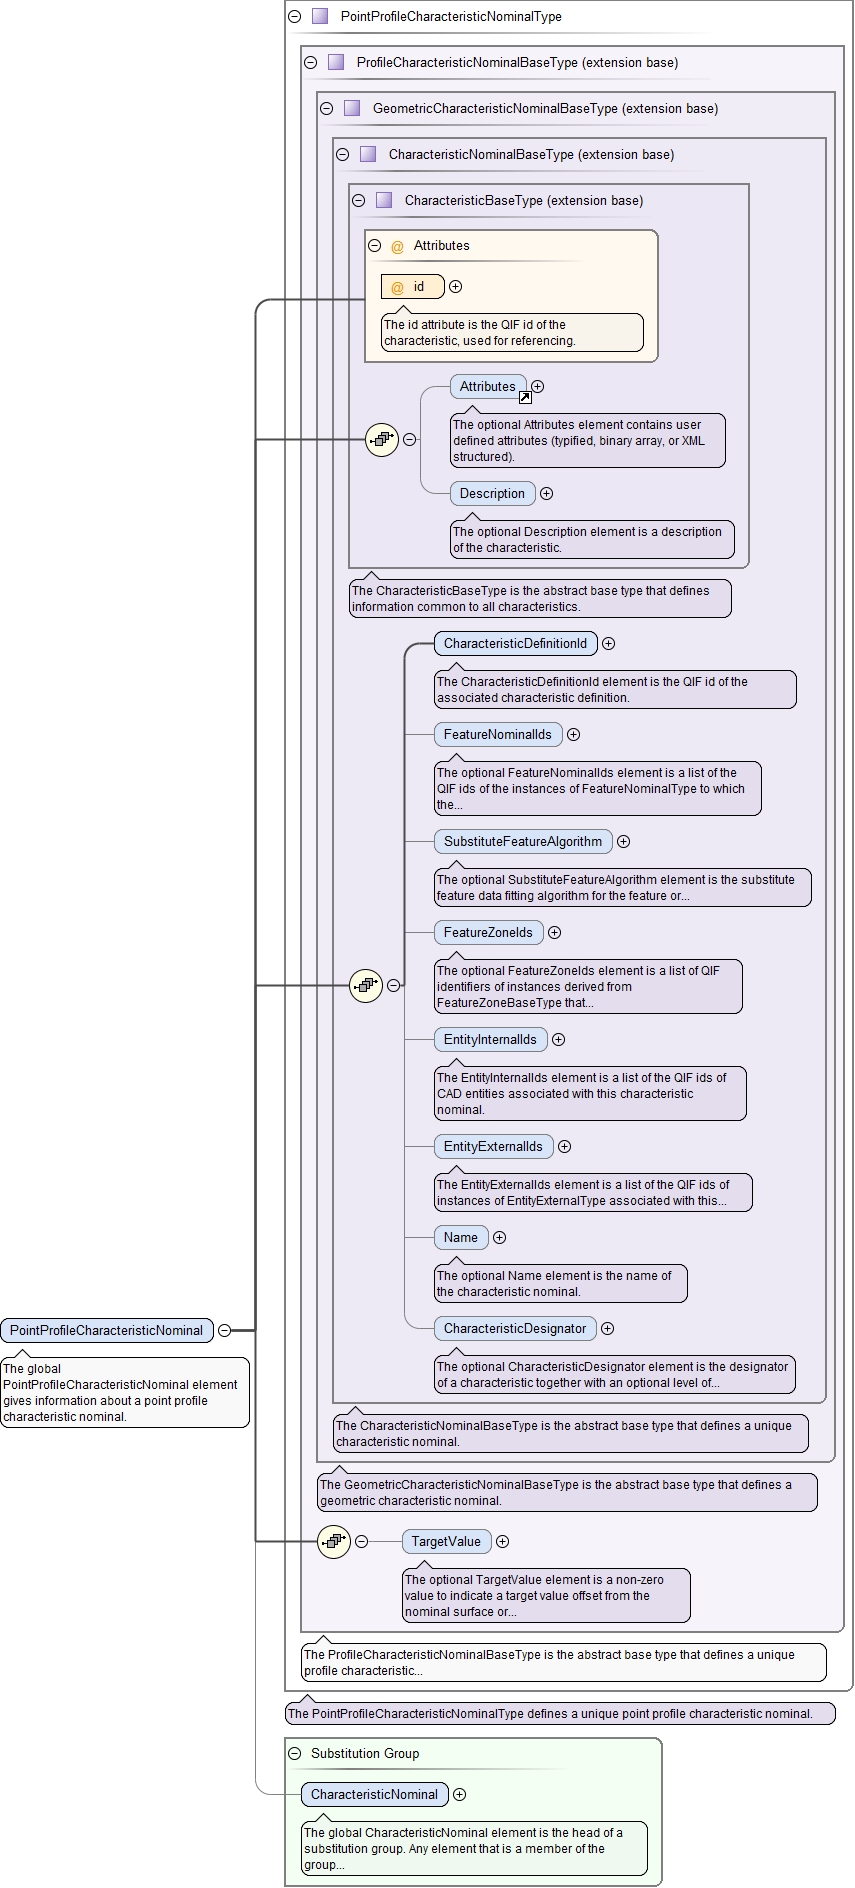 PointProfileCharacteristicNominalType
ProfileCharacteristicNominalBaseType (extension base)
GeometricCharacteristicNominalBaseType (extension base)
CharacteristicNominalBaseType (extension base)
CharacteristicBaseType (extension base)
@ Attributes
@ id
The id attribute is the QIF id of the
characteristic, used for referencing.
Attributes
The optional Attributes element contains user
defined attributes (typified, binary array, or XML
structured).
Description
The optional Description element is a description
of the characteristic.
The CharacteristicBaseType is the abstract base type that defines
information common to all characteristics.
CharacteristicDefinitionId
The CharacteristicDefinitionId element is the QIF id of the
associated characteristic definition.
FeatureNominalIds
The optional FeatureNominalIds element is a list of the
QIF ids of the instances of FeatureNominalType to which
the...
SubstituteFeatureAlgorithm
The optional SubstituteFeatureAlgorithm element is the substitute
feature data fitting algorithm for the feature or...
FeatureZoneIds
The optional FeatureZoneIds element is a list of QIF
identifiers of instances derived from
FeatureZoneBaseType that...
EntityInternalIds
The EntityInternalIds element is a list of the QIF ids of
CAD entities associated with this characteristic
nominal.
EntityExternalIds
The EntityExternalIds element is a list of the QIF ids of
instances of EntityExternalType associated with this...
Name
The optional Name element is the name of
the characteristic nominal.
CharacteristicDesignator
The optional CharacteristicDesignator element is the designator
of a characteristic together with an optional level of...
PointProfileCharacteristicNominal
The global
PointProfileCharacteristicNominal element
gives information about a point profile
characteristic nominal.
The CharacteristicNominalBaseType is the abstract base type that defines a unique
characteristic nominal.
The GeometricCharacteristicNominalBaseType is the abstract base type that defines a
geometric characteristic nominal.
TargetValue
The optional TargetValue element is a non-zero
value to indicate a target value offset from the
nominal surface or...
The ProfileCharacteristicNominalBaseType is the abstract base type that defines a unique
profile characteristic...
The PointProfileCharacteristicNominalType defines a unique point profile characteristic nominal.
Substitution Group
CharacteristicNominal
The global CharacteristicNominal element is the head of a
substitution group. Any element that is a member of the
group...